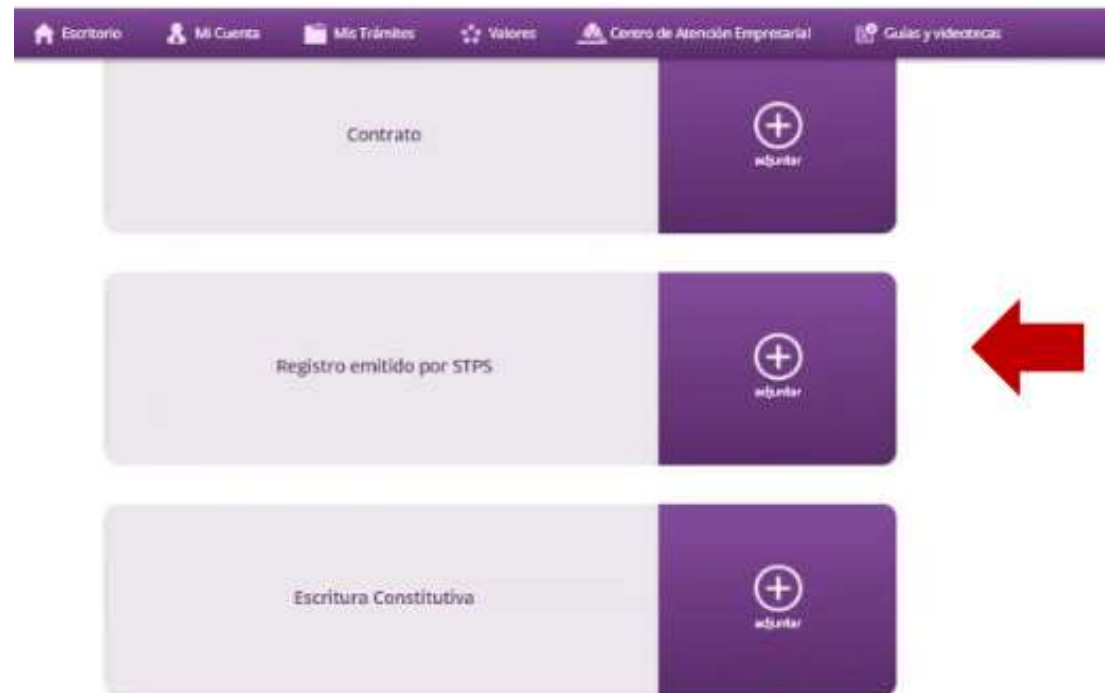 Escritorio Mi Cuenta Mis Trámites Valores Centro de Atención Empresarial Guías y videotecas
Contrato
adjuntar
Registro emitido por STPS
adjuntar
Escritura Constitutiva
adjuntar